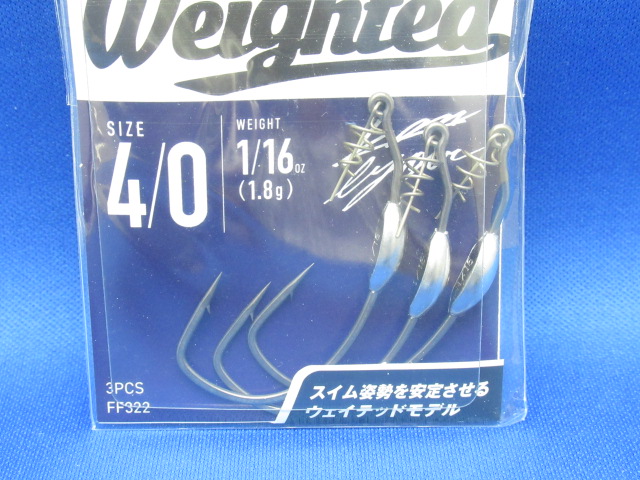 Weighted
SIZE
4/0
WEIGHT
1/16oz
(1.8g)
3PCS
FF322
スイム姿勢を安定させる
ウェイテッドモデル